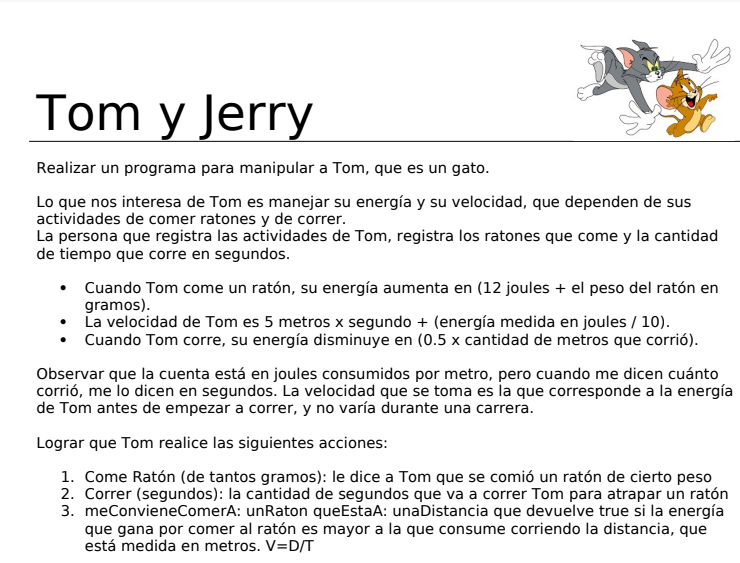 Tom y Jerry
Realizar un programa para manipular a Tom, que es un gato.
Lo que nos interesa de Tom es manejar su energía y su velocidad, que dependen de sus
actividades de comer ratones y de correr.
La persona que registra las actividades de Tom, registra los ratones que come y la cantidad
de tiempo que corre en segundos.
• Cuando Tom come un ratón, su energía aumenta en (12 joules + el peso del ratón en
gramos).
• La velocidad de Tom es 5 metros x segundo + (energía medida en joules / 10).
• Cuando Tom corre, su energía disminuye en (0.5 x cantidad de metros que corrió).
Observar que la cuenta está en joules consumidos por metro, pero cuando me dicen cuánto
corrió, me lo dicen en segundos. La velocidad que se toma es la que corresponde a la energía
de Tom antes de empezar a correr, y no varía durante una carrera.
Lograr que Tom realice las siguientes acciones:
1. Come Ratón (de tantos gramos): le dice a Tom que se comió un ratón de cierto peso
2. Correr (segundos): la cantidad de segundos que va a correr Tom para atrapar un ratón
3. meConvieneComerA: unRaton queEstaA: unaDistancia que devuelve true si la energía
que gana por comer al ratón es mayor a la que consume corriendo la distancia, que
está medida en metros. V=D/T